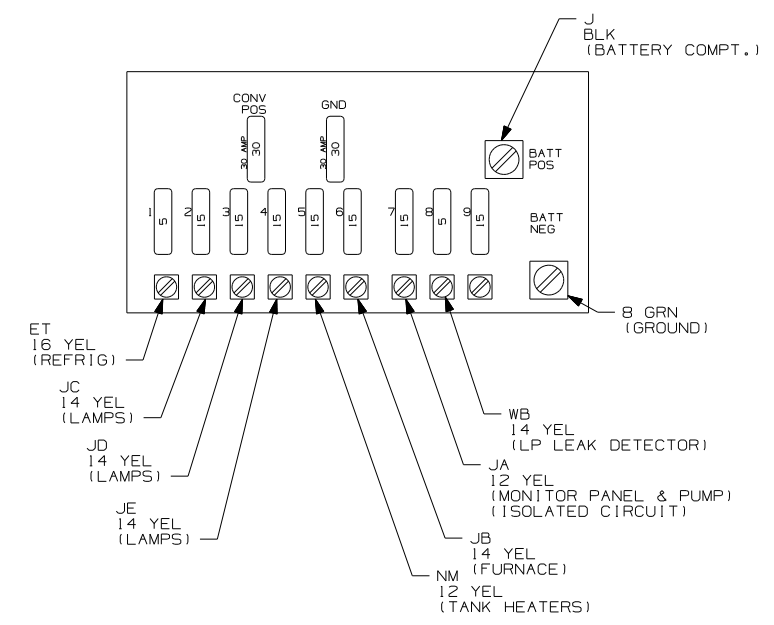 J
BLK
(BATTERY COMPT.)
CONV
POS
GND
30 AMP
30
30 AMP
30
BATT
POS
1
5
2
15
3
15
4
15
5
15
6
15
7
15
8
5
9
15
BATT
NEG
8 GRN
(GROUND)
ET
16 YEL
(REFRIG)
JC
14 YEL
(LAMPS)
JD
14 YEL
(LAMPS)
JE
14 YEL
(LAMPS)
WB
14 YEL
(LP LEAK DETECTOR)
JA
12 YEL
(MONITOR PANEL & PUMP)
(ISOLATED CIRCUIT)
JB
14 YEL
(FURNACE)
NM
12 YEL
(TANK HEATERS)